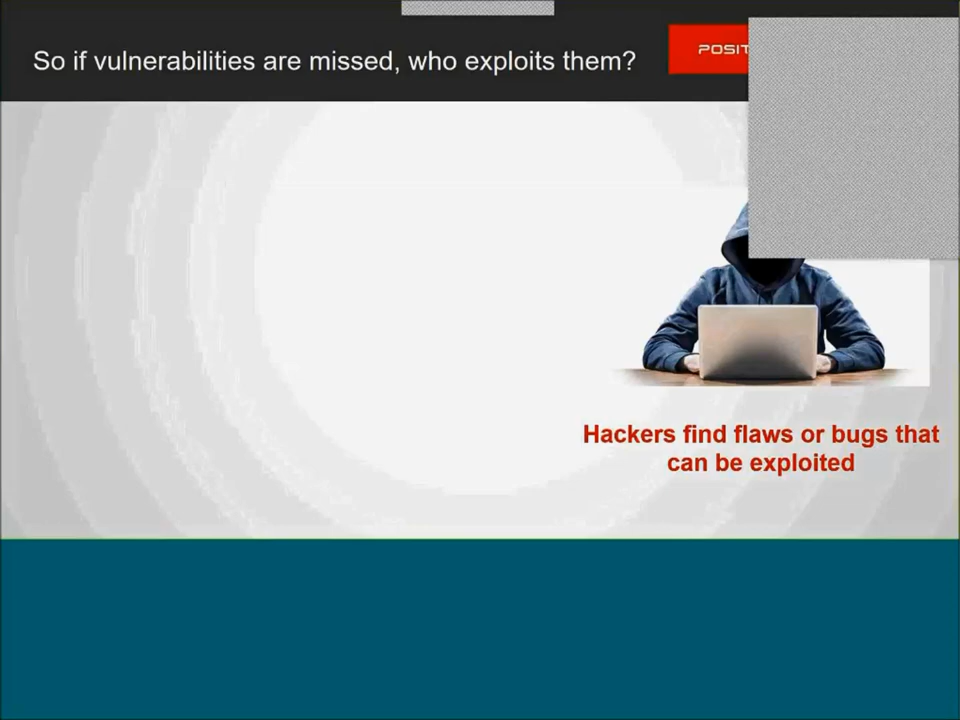 So if vulnerabilities are missed, who exploits them?
Hackers find flaws or bugs that
can be exploited